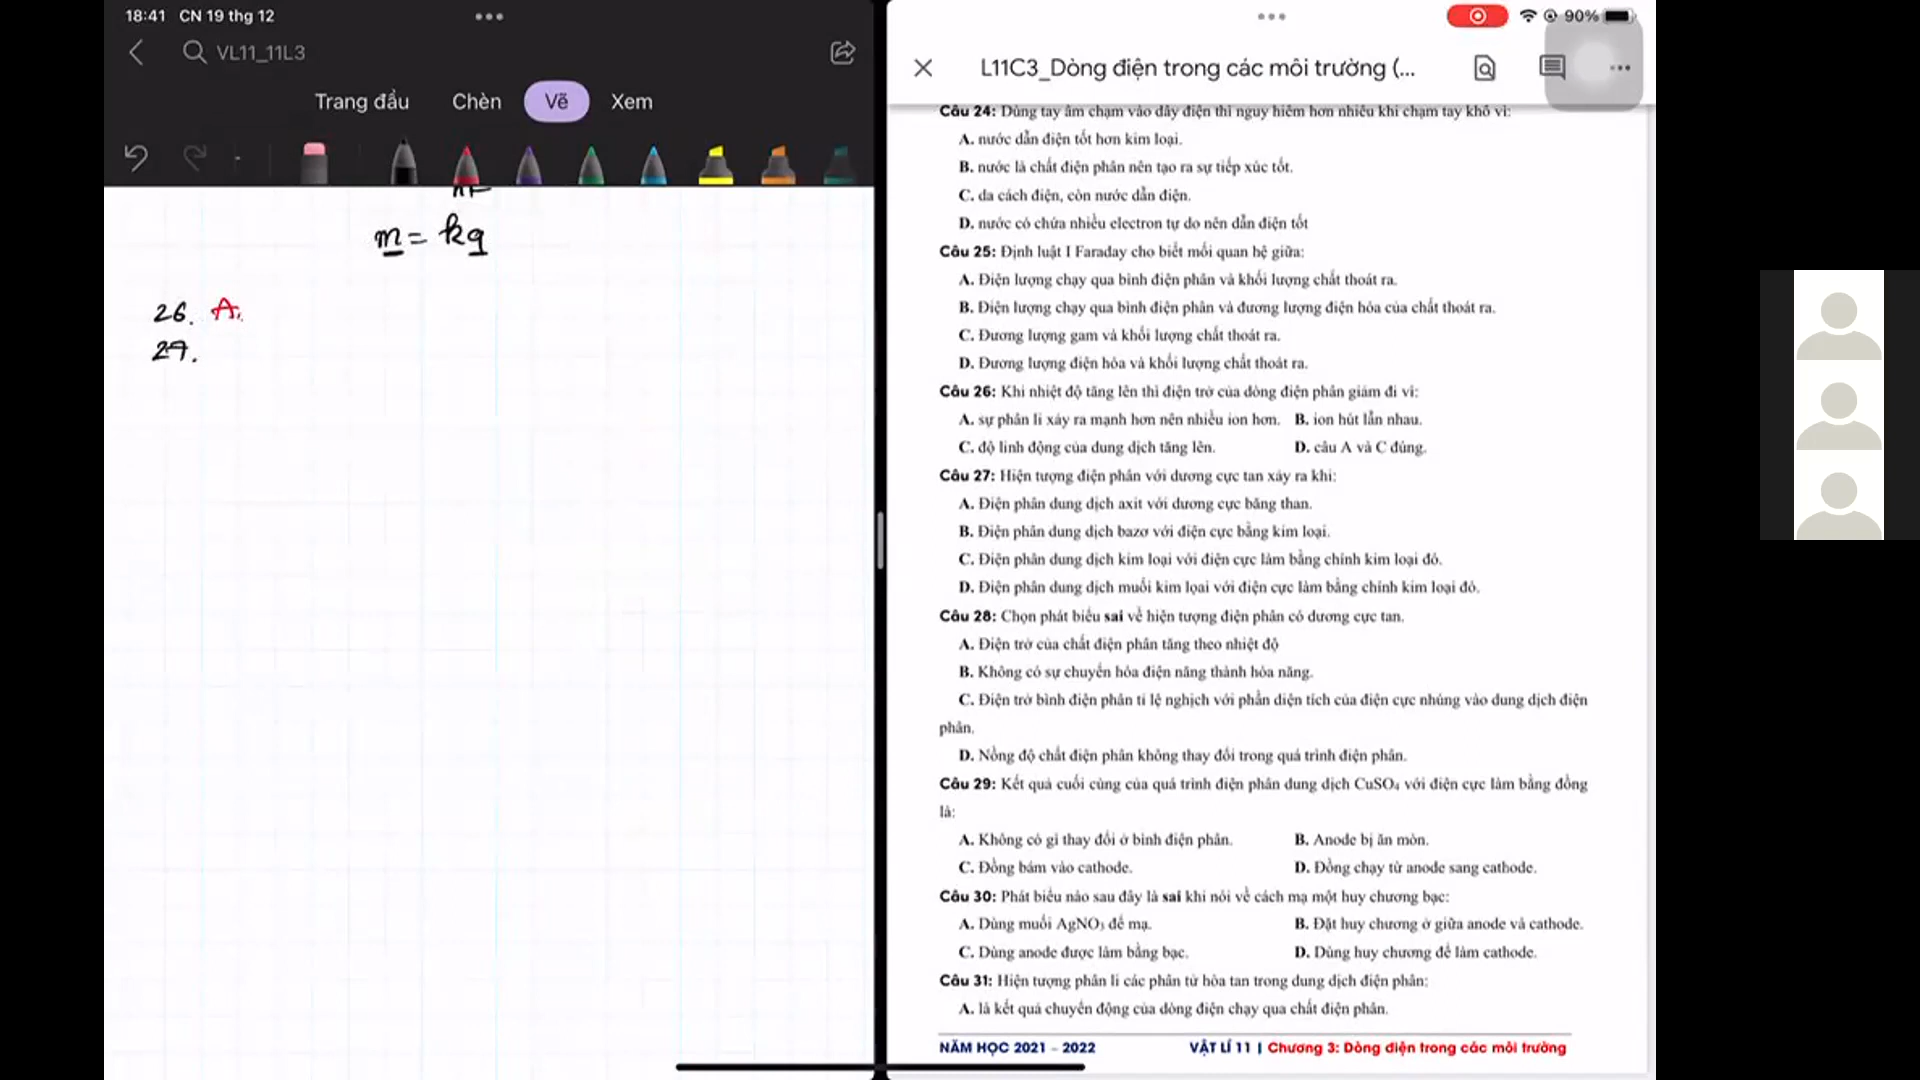 18:41 CN 19 thg 12
VL11_11L3
Trang đầu Chèn Vẽ Xem
m = kq
26. A.
27.
90%
L11C3_Dòng điện trong các môi trường (...
Câu 24: Dùng tay ẩm chạm vào dây điện thì nguy hiểm hơn nhiều khi chạm tay khô vì:
A. nước dẫn điện tốt hơn kim loại.
B. nước là chất điện phân nên tạo ra sự tiếp xúc tốt.
C. da cách điện, còn nước dẫn điện.
D. nước có chứa nhiều electron tự do nên dẫn điện tốt
Câu 25: Định luật I Faraday cho biết mối quan hệ giữa:
A. Điện lượng chạy qua bình điện phân và khối lượng chất thoát ra.
B. Điện lượng chạy qua bình điện phân và đương lượng điện hóa của chất thoát ra.
C. Đương lượng gam và khối lượng chất thoát ra.
D. Đương lượng điện hóa và khối lượng chất thoát ra.
Câu 26: Khi nhiệt độ tăng lên thì điện trở của dòng điện phân giảm đi vì:
A. sự phân li xảy ra mạnh hơn nên nhiều ion hơn. B. ion hút lẫn nhau.
C. độ linh động của dung dịch tăng lên. D. câu A và C đúng.
Câu 27: Hiện tượng điện phân với dương cực tan xảy ra khi:
A. Điện phân dung dịch axit với dương cực bằng than.
B. Điện phân dung dịch bazơ với điện cực bằng kim loại.
C. Điện phân dung dịch kim loại với điện cực làm bằng chính kim loại đó.
D. Điện phân dung dịch muối kim loại với điện cực làm bằng chính kim loại đó.
Câu 28: Chọn phát biểu sai về hiện tượng điện phân có dương cực tan.
A. Điện trở của chất điện phân tăng theo nhiệt độ
B. Không có sự chuyển hóa điện năng thành hóa năng.
C. Điện trở bình điện phân tỉ lệ nghịch với phần diện tích của điện cực nhúng vào dung dịch điện
phân.
D. Nồng độ chất điện phân không thay đổi trong quá trình điện phân.
Câu 29: Kết quả cuối cùng của quá trình điện phân dung dịch CuSO₄ với điện cực làm bằng đồng
là:
A. Không có gì thay đổi ở bình điện phân. B. Anode bị ăn mòn.
C. Đồng bám vào cathode. D. Đồng chạy từ anode sang cathode.
Câu 30: Phát biểu nào sau đây là sai khi nói về cách mạ một huy chương bạc:
A. Dùng muối AgNO₃ để mạ. B. Đặt huy chương ở giữa anode và cathode.
C. Dùng anode được làm bằng bạc. D. Dùng huy chương để làm cathode.
Câu 31: Hiện tượng phân li các phân tử hòa tan trong dung dịch điện phân:
A. là kết quả chuyển động của dòng điện chạy qua chất điện phân.
NĂM HỌC 2021 - 2022 VẬT LÍ 11 | Chương 3: Dòng điện trong các môi trường